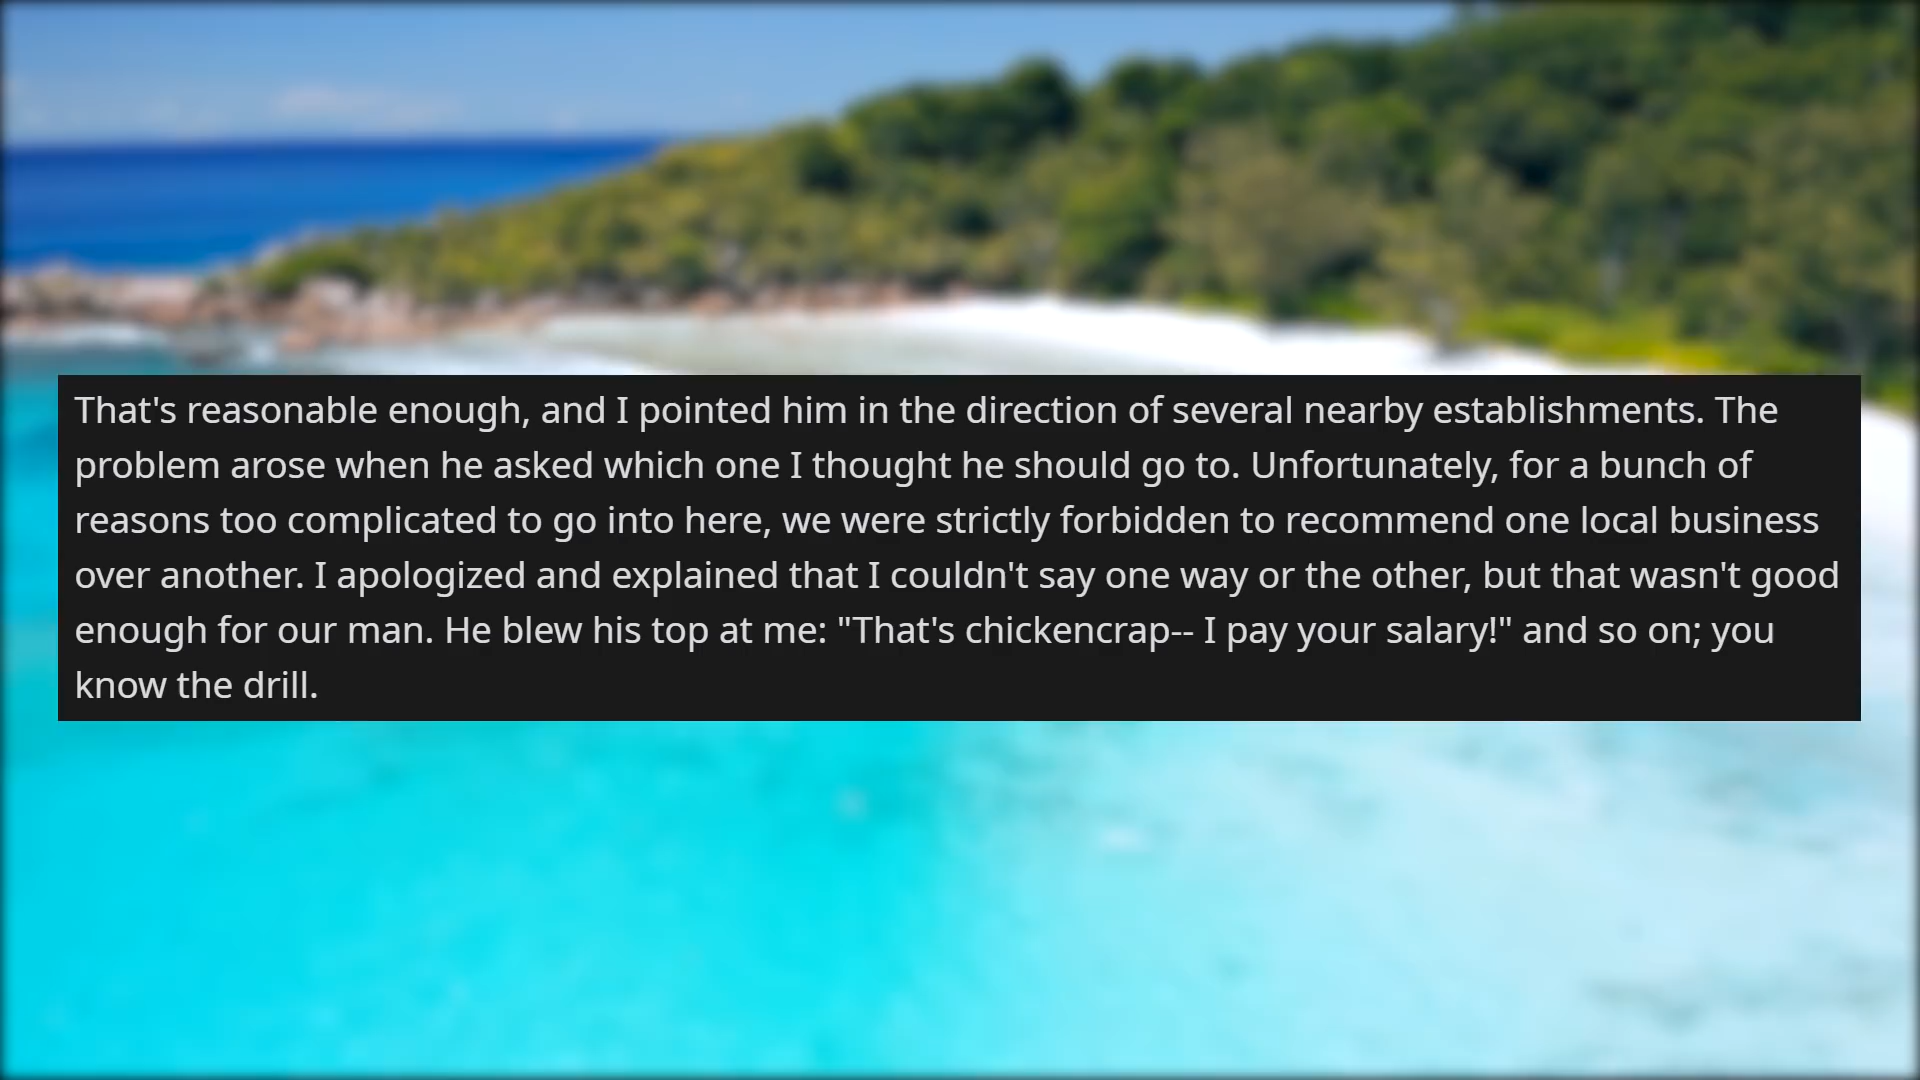 That's reasonable enough, and I pointed him in the direction of several nearby establishments. The
problem arose when he asked which one I thought he should go to. Unfortunately, for a bunch of
reasons too complicated to go into here, we were strictly forbidden to recommend one local business
over another. I apologized and explained that I couldn't say one way or the other, but that wasn't good
enough for our man. He blew his top at me: "That's chickencrap-- I pay your salary!" and so on; you
know the drill.